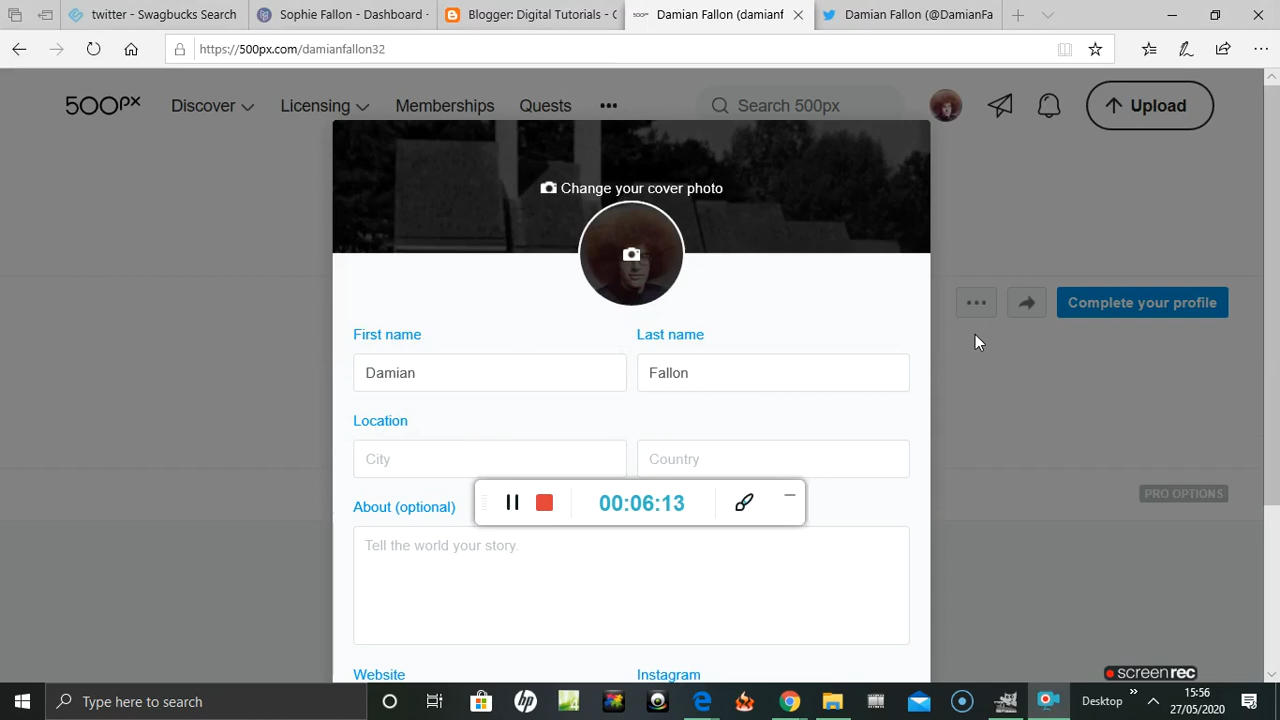 twitter - Swagbucks Search
Sophie Fallon - Dashboard -
Blogger: Digital Tutorials - C
Damian Fallon (damianf
Damian Fallon (@DamianFa
https://500px.com/damianfallon32
500px
Discover
Licensing
Memberships
Quests
Search 500px
Upload
Change your cover photo
Complete your profile
First name
Last name
Damian
Fallon
Location
City
Country
PRO OPTIONS
00:06:13
About (optional)
Tell the world your story.
Website
Instagram
screenrec
Type here to search
Desktop
15:56
27/05/2020